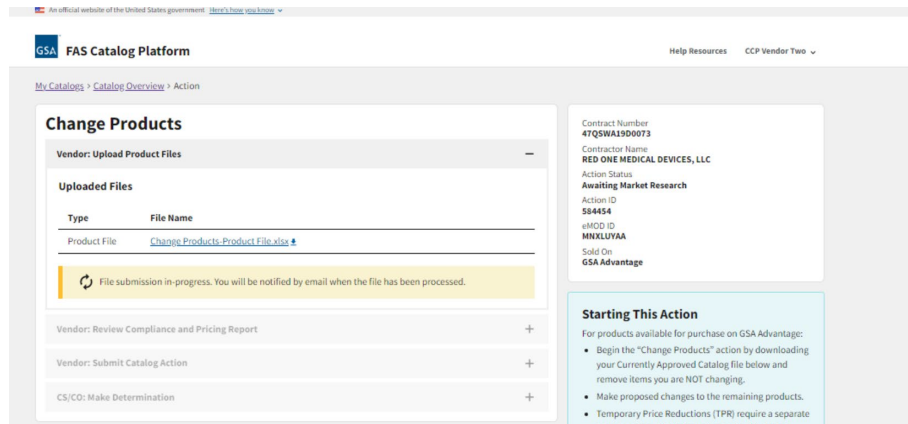 An official website of the United States government Here's how you know
GSA FAS Catalog Platform
Help Resources CCP Vendor Two
My Catalogs > Catalog Overview > Action
Change Products
Vendor: Upload Product Files
Uploaded Files
Type File Name
Product File Change Products-Product File.xlsx
File submission in-progress. You will be notified by email when the file has been processed.
Vendor: Review Compliance and Pricing Report
Vendor: Submit Catalog Action
CS/CO: Make Determination
Contract Number
47QSWA19D0073
Contractor Name
RED ONE MEDICAL DEVICES, LLC
Action Status
Awaiting Market Research
Action ID
584454
eMOD ID
MNXLUYAA
Sold On
GSA Advantage
Starting This Action
For products available for purchase on GSA Advantage:
• Begin the "Change Products" action by downloading
your Currently Approved Catalog file below and
remove items you are NOT changing.
• Make proposed changes to the remaining products.
• Temporary Price Reductions (TPR) require a separate